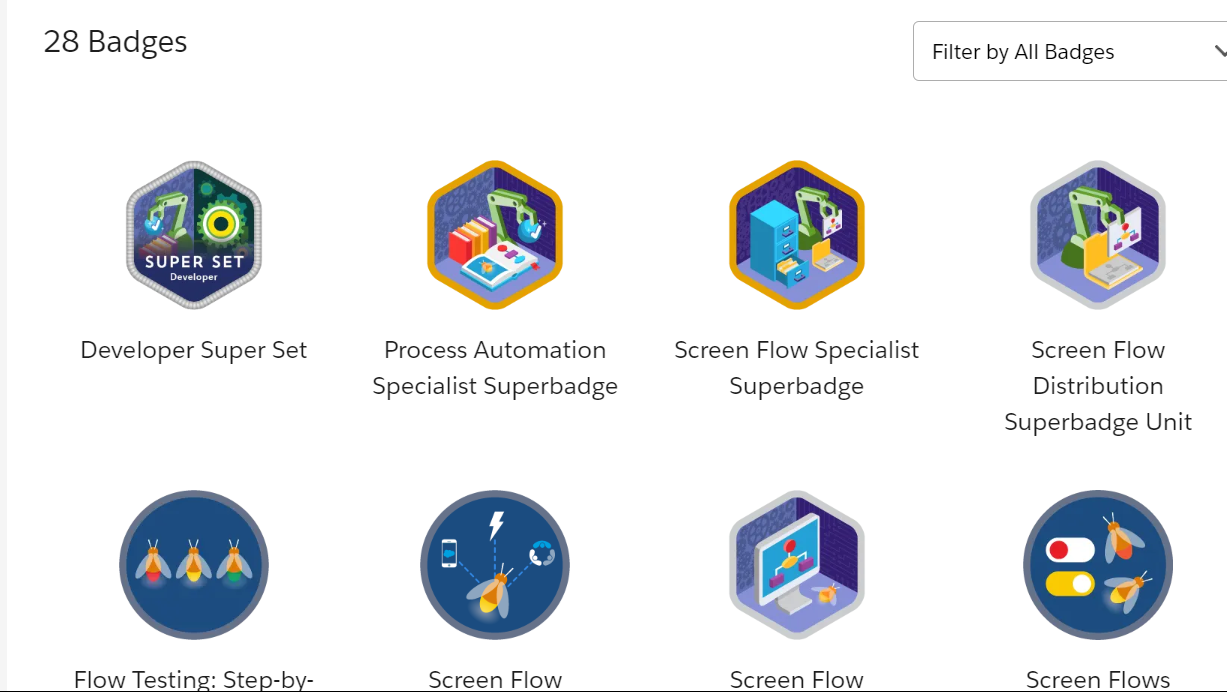 28 Badges
Filter by All Badges
SUPER SET
Developer
Developer Super Set
Process Automation
Specialist Superbadge
Screen Flow Specialist
Superbadge
Screen Flow
Distribution
Superbadge Unit
Flow Testing: Step-by-
Screen Flow
Screen Flow
Screen Flows